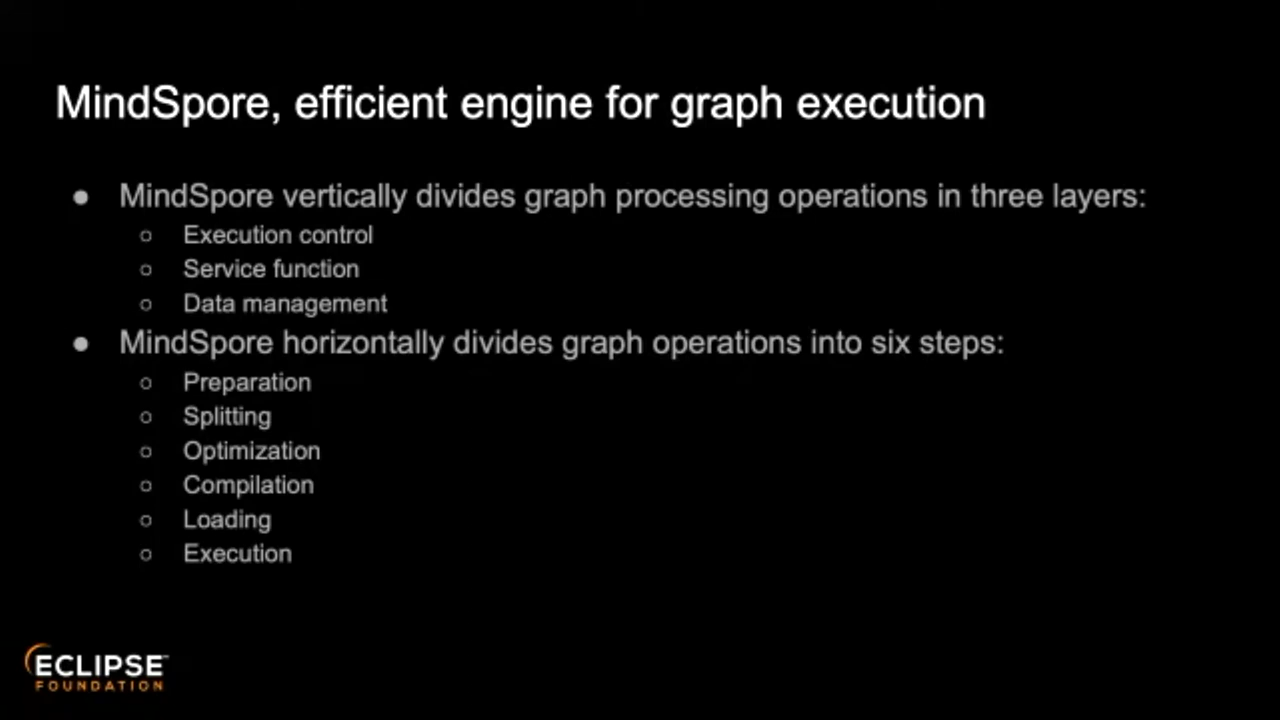 MindSpore, efficient engine for graph execution
● MindSpore vertically divides graph processing operations in three layers:
○ Execution control
○ Service function
○ Data management
● MindSpore horizontally divides graph operations into six steps:
○ Preparation
○ Splitting
○ Optimization
○ Compilation
○ Loading
○ Execution
ECLIPSE™
FOUNDATION